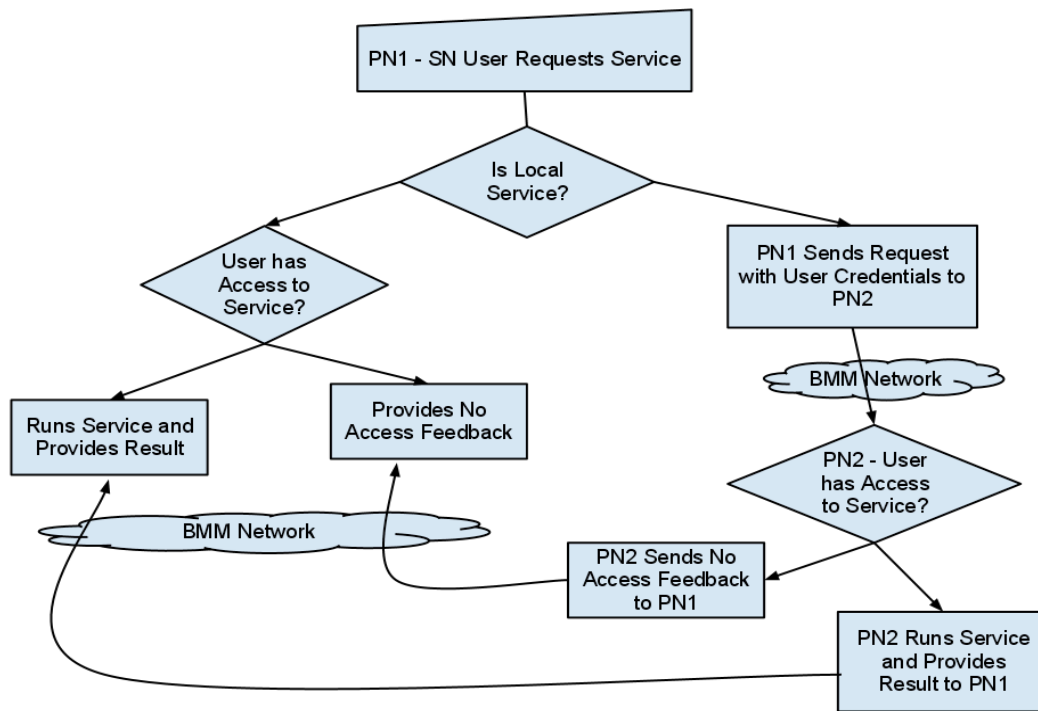 PN1 - SN User Requests Service
Is Local
Service?
User has
Access to
Service?
PN1 Sends Request
with User Credentials to
PN2
BMM Network
Runs Service and
Provides Result
Provides No
Access Feedback
PN2 - User
has Access
to Service?
BMM Network
PN2 Sends No
Access Feedback
to PN1
PN2 Runs Service
and Provides
Result to PN1